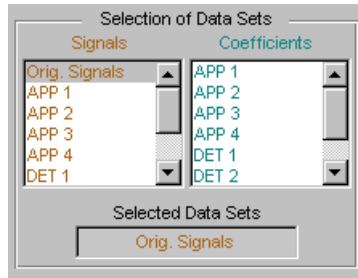 Selection of Data Sets
Signals Coefficients
Orig. Signals
APP 1
APP 2
APP 3
APP 4
DET 1
APP 1
APP 2
APP 3
APP 4
DET 1
DET 2
Selected Data Sets
Orig. Signals